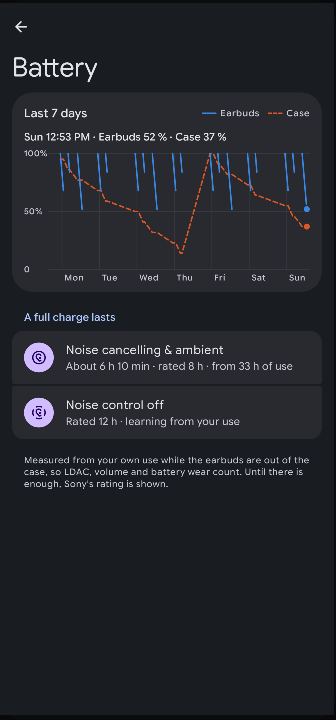 Battery
Last 7 days
Earbuds
Case
Sun 12:53 PM · Earbuds 52 % · Case 37 %
100%
50%
0
Mon Tue Wed Thu Fri Sat Sun
A full charge lasts
Noise cancelling & ambient
About 6 h 10 min · rated 8 h · from 33 h of use
Noise control off
Rated 12 h · learning from your use
Measured from your own use while the earbuds are out of the
case, so LDAC, volume and battery wear count. Until there is
enough, Sony's rating is shown.